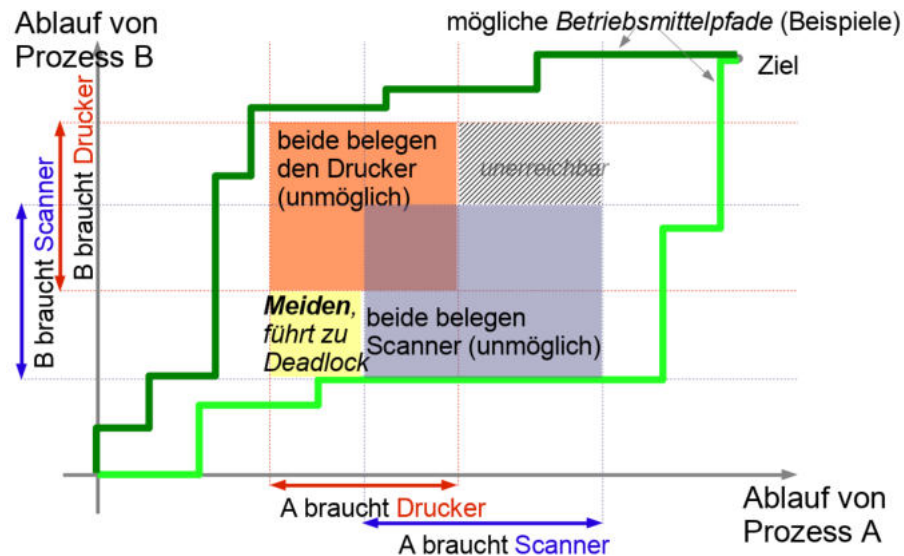 Ablauf von
Prozess B
mögliche Betriebsmittelpfade (Beispiele)
Ziel
B braucht Scanner
B braucht Drucker
beide belegen
den Drucker
(unmöglich)
unerreichbar
Meiden,
führt zu
Deadlock
beide belegen
Scanner (unmöglich)
A braucht Drucker
A braucht Scanner
Ablauf von
Prozess A